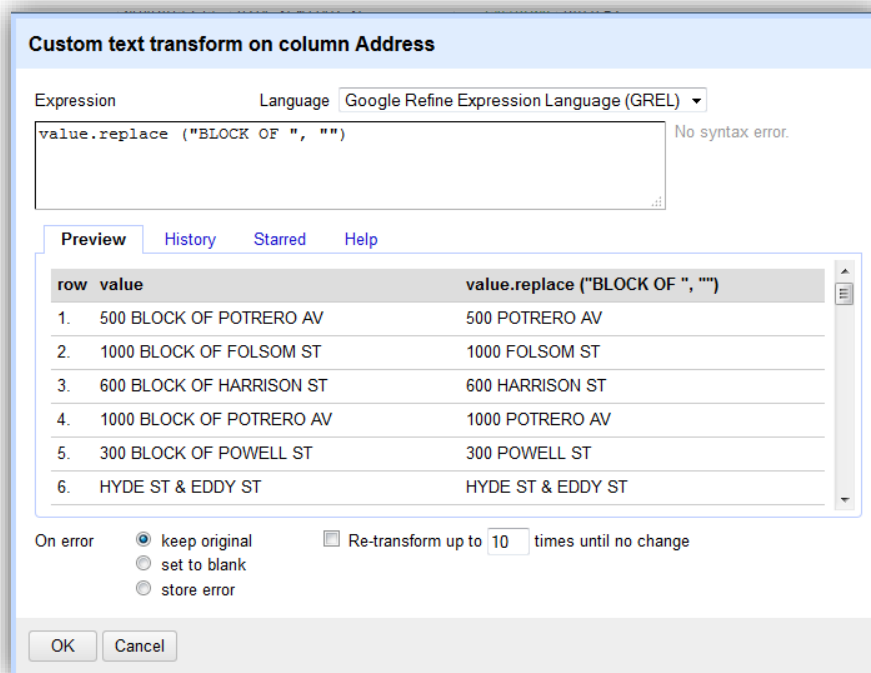 Custom text transform on column Address
Expression Language Google Refine Expression Language (GREL)
value.replace ("BLOCK OF ", "") No syntax error.
Preview History Starred Help
row value value.replace ("BLOCK OF ", "")
1. 500 BLOCK OF POTRERO AV 500 POTRERO AV
2. 1000 BLOCK OF FOLSOM ST 1000 FOLSOM ST
3. 600 BLOCK OF HARRISON ST 600 HARRISON ST
4. 1000 BLOCK OF POTRERO AV 1000 POTRERO AV
5. 300 BLOCK OF POWELL ST 300 POWELL ST
6. HYDE ST & EDDY ST HYDE ST & EDDY ST
On error keep original Re-transform up to 10 times until no change
set to blank
store error
OK Cancel